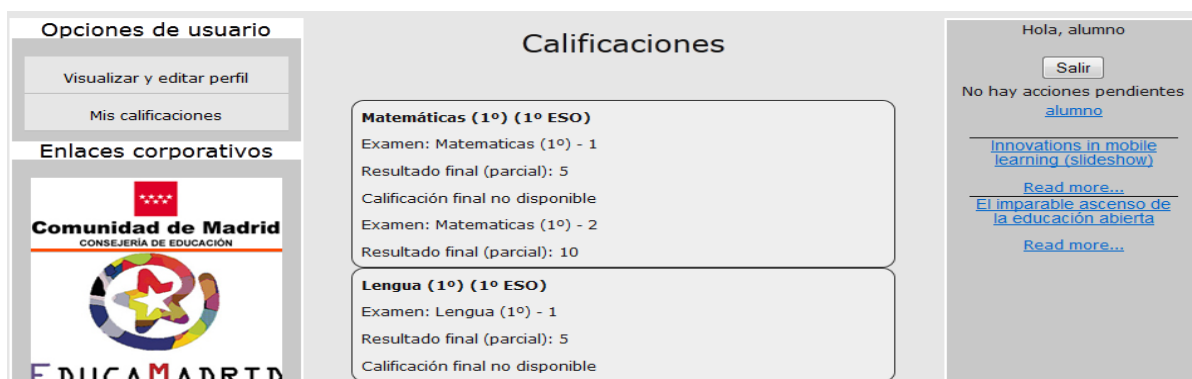 Opciones de usuario
Visualizar y editar perfil
Mis calificaciones
Enlaces corporativos
Comunidad de Madrid
CONSEJERÍA DE EDUCACIÓN
EDUCAMADRID
Calificaciones
Matemáticas (1º) (1º ESO)
Examen: Matematicas (1º) - 1
Resultado final (parcial): 5
Calificación final no disponible
Examen: Matematicas (1º) - 2
Resultado final (parcial): 10
Lengua (1º) (1º ESO)
Examen: Lengua (1º) - 1
Resultado final (parcial): 5
Calificación final no disponible
Hola, alumno
Salir
No hay acciones pendientes
alumno
Innovations in mobile
learning (slideshow)
Read more...
El imparable ascenso de
la educación abierta
Read more...